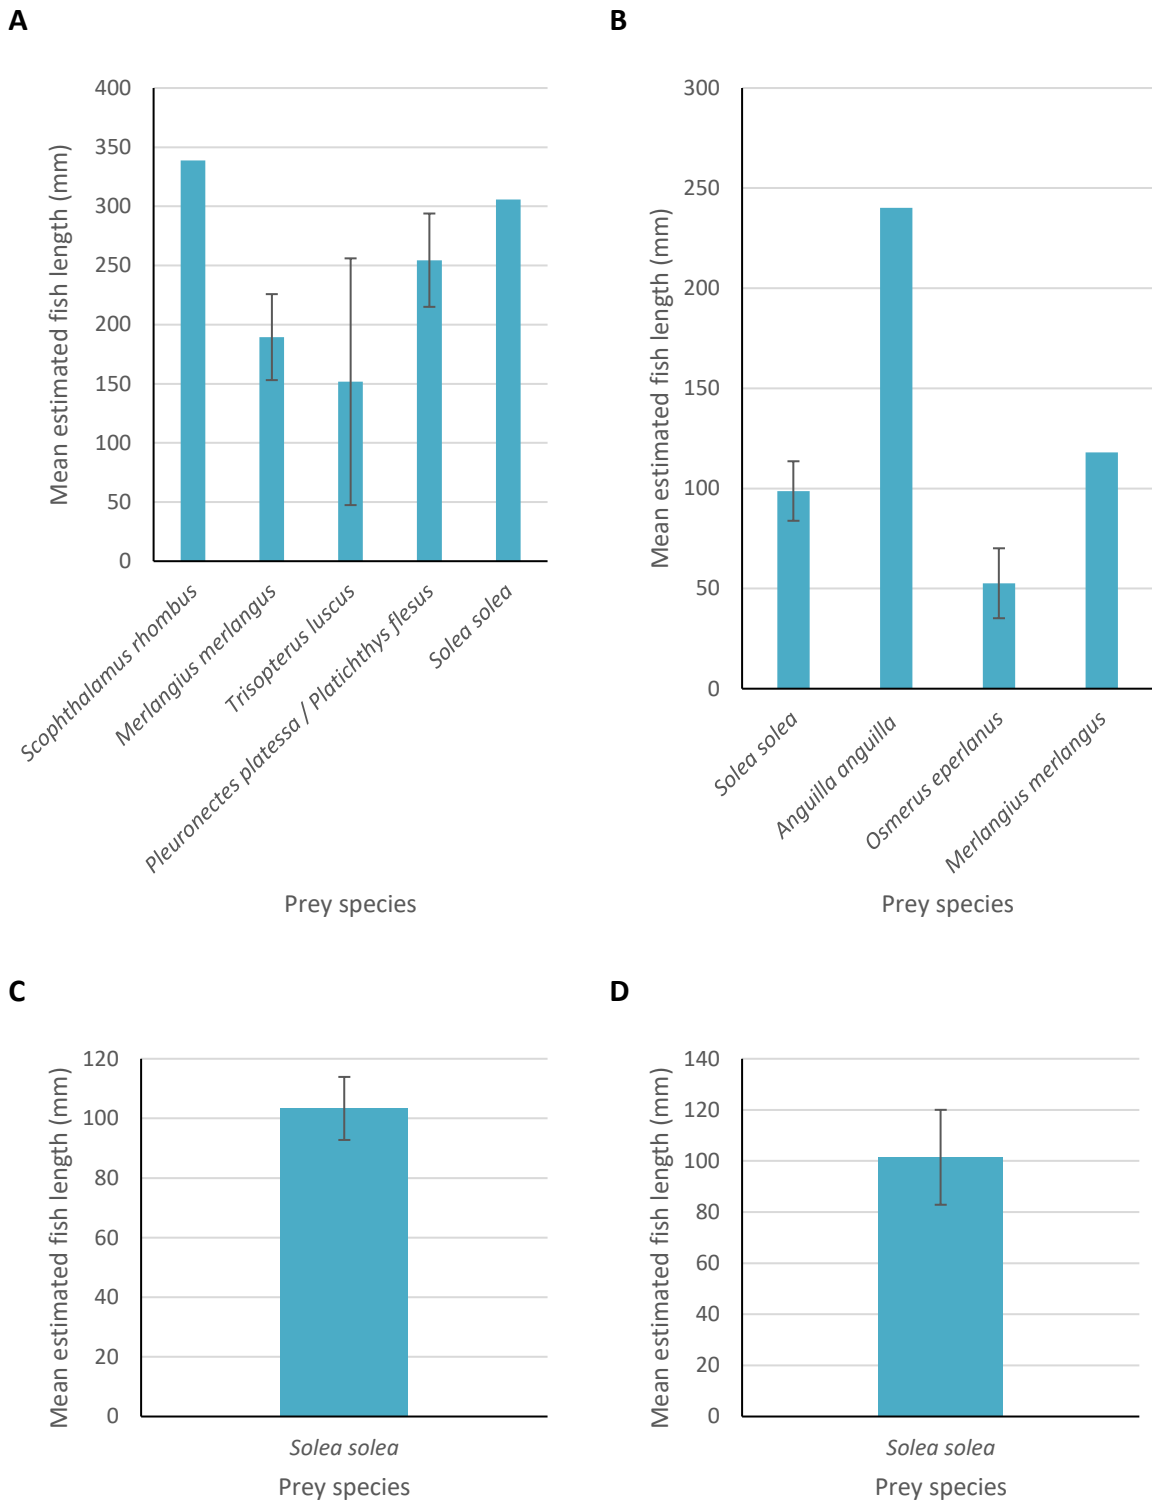 A
Mean estimated fish length (mm)
400
350
300
250
200
150
100
50
0
Scophthalamus rhombus
Merlangius merlangus
Trisopterus luscus
Pleuronectes platessa / Platichthys flesus
Solea solea
Prey species
B
Mean estimated fish length (mm)
300
250
200
150
100
50
0
Solea solea
Anguilla anguilla
Osmerus eperlanus
Merlangius merlangus
Prey species
C
Mean estimated fish length (mm)
120
100
80
60
40
20
0
Solea solea
Prey species
D
Mean estimated fish length (mm)
140
120
100
80
60
40
20
0
Solea solea
Prey species